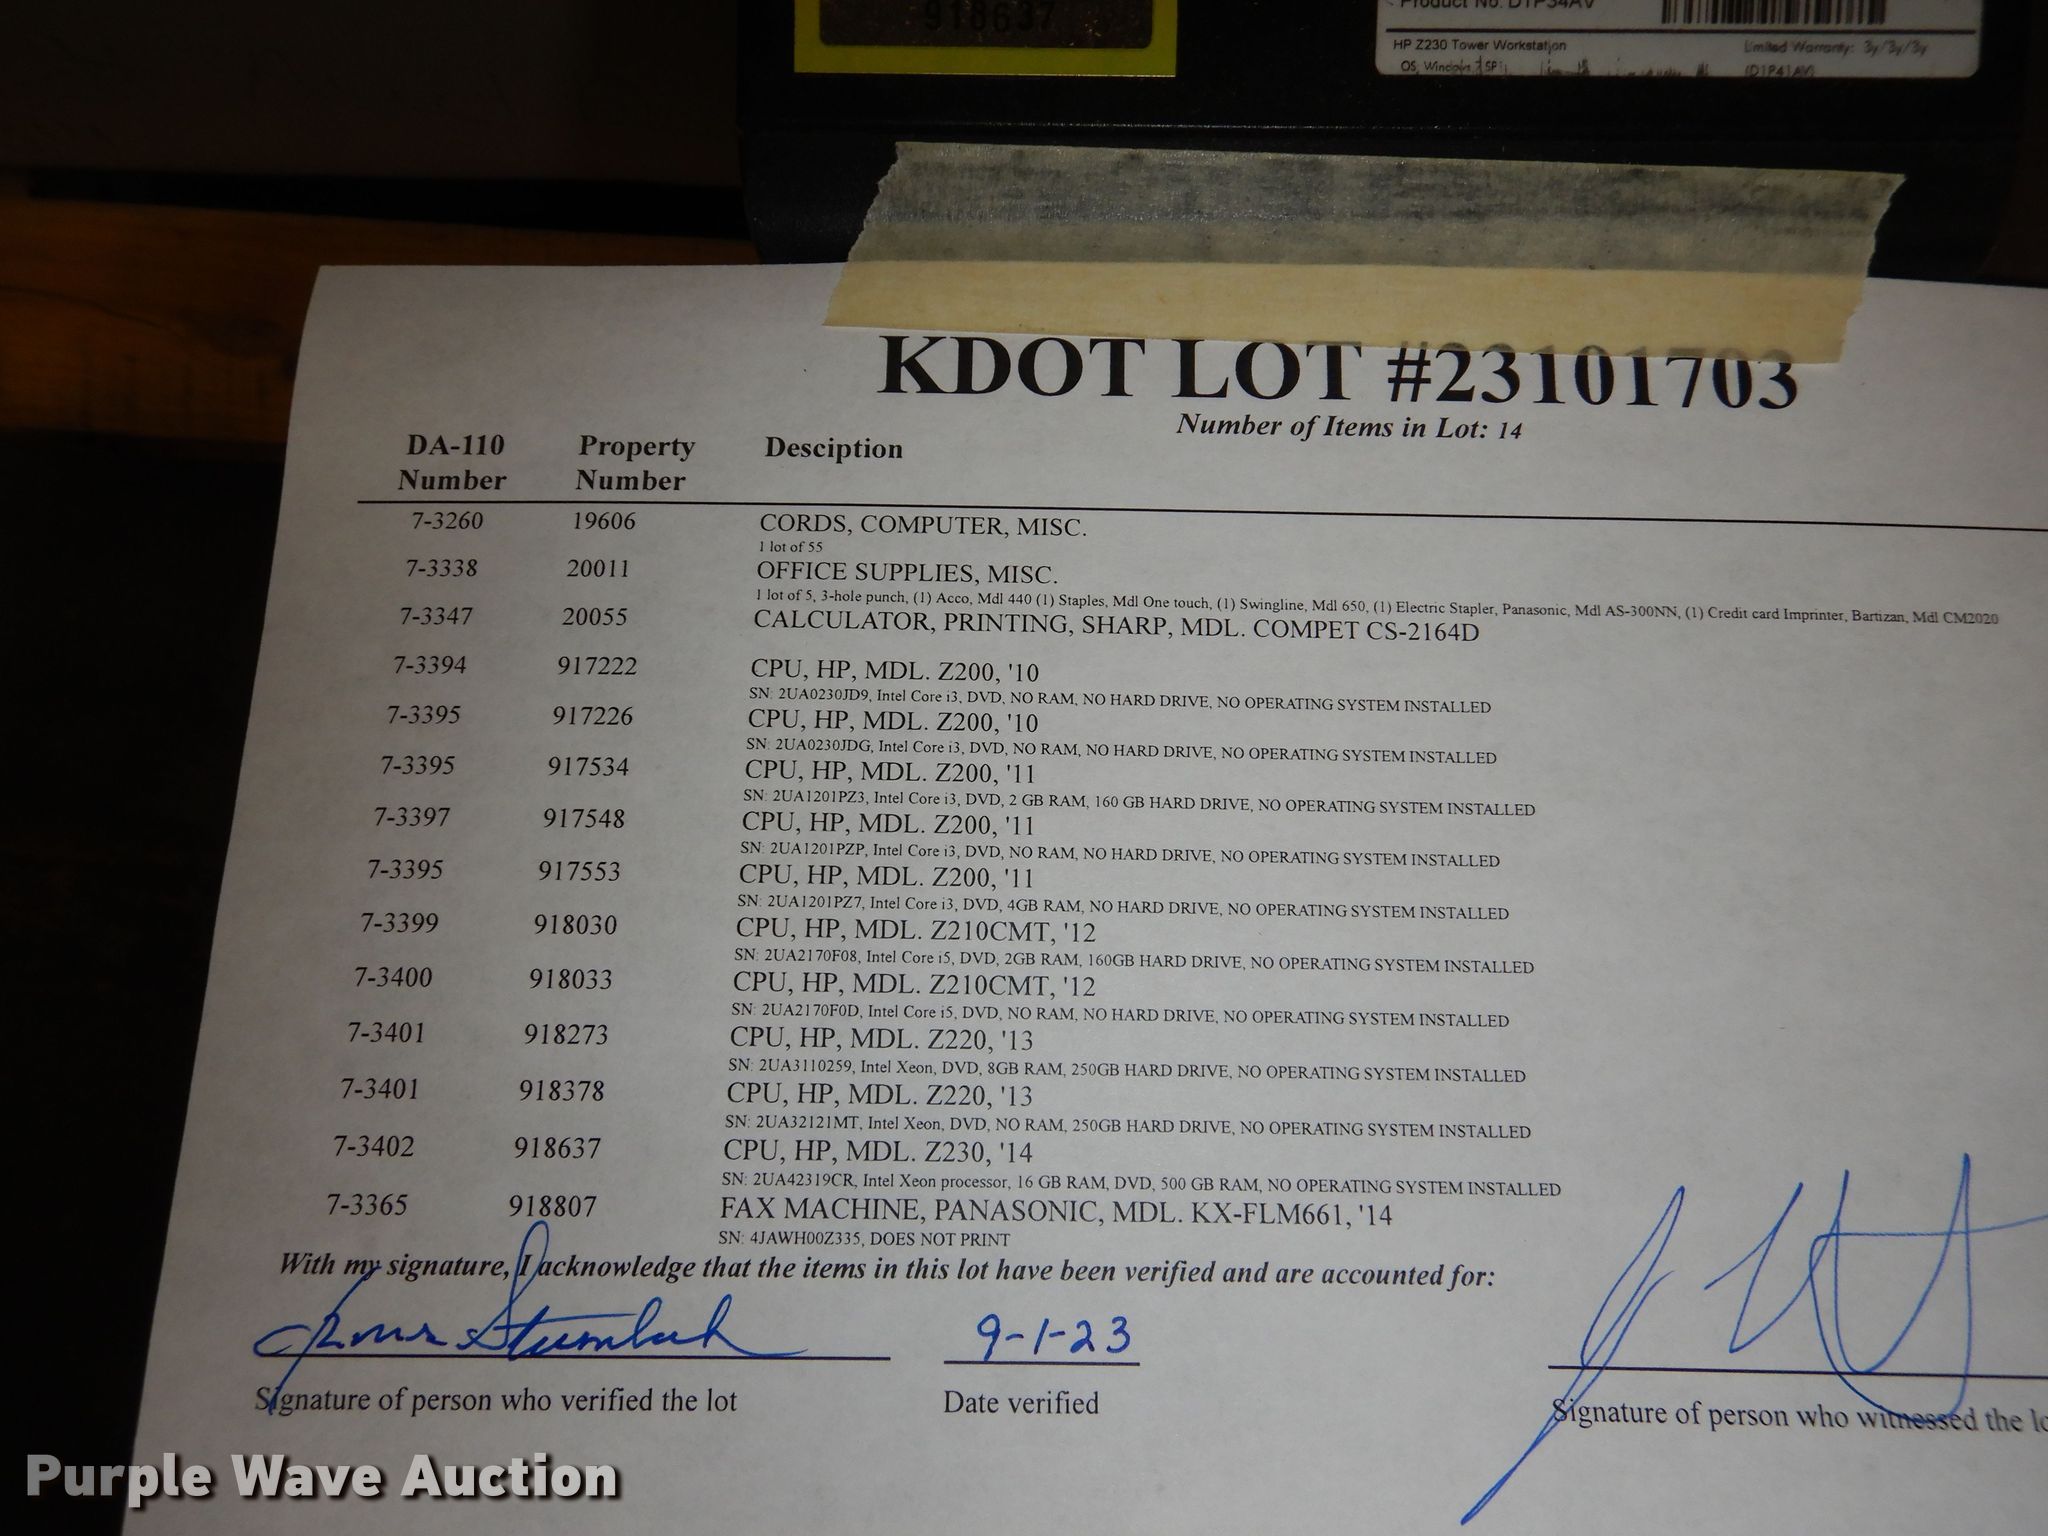 918637
Product No. D1P34AV
HP Z230 Tower Workstation
Limited Warranty: 3y/3y/3y
OS: Windows 7 SP1
(D1P41AV)
KDOT LOT #23101703
Number of Items in Lot: 14
DA-110 Number Property Number Desciption
7-3260 19606 CORDS, COMPUTER, MISC.
1 lot of 55
7-3338 20011 OFFICE SUPPLIES, MISC.
1 lot of 5, 3-hole punch, (1) Acco, Mdl 440 (1) Staples, Mdl One touch, (1) Swingline, Mdl 650, (1) Electric Stapler, Panasonic, Mdl AS-300NN, (1) Credit card Imprinter, Bartizan, Mdl CM2020
7-3347 20055 CALCULATOR, PRINTING, SHARP, MDL. COMPET CS-2164D
7-3394 917222 CPU, HP, MDL. Z200, '10
SN: 2UA0230JD9, Intel Core i3, DVD, NO RAM, NO HARD DRIVE, NO OPERATING SYSTEM INSTALLED
7-3395 917226 CPU, HP, MDL. Z200, '10
SN: 2UA0230JDG, Intel Core i3, DVD, NO RAM, NO HARD DRIVE, NO OPERATING SYSTEM INSTALLED
7-3395 917534 CPU, HP, MDL. Z200, '11
SN: 2UA1201PZ3, Intel Core i3, DVD, 2 GB RAM, 160 GB HARD DRIVE, NO OPERATING SYSTEM INSTALLED
7-3397 917548 CPU, HP, MDL. Z200, '11
SN: 2UA1201PZP, Intel Core i3, DVD, NO RAM, NO HARD DRIVE, NO OPERATING SYSTEM INSTALLED
7-3395 917553 CPU, HP, MDL. Z200, '11
SN: 2UA1201PZ7, Intel Core i3, DVD, 4GB RAM, NO HARD DRIVE, NO OPERATING SYSTEM INSTALLED
7-3399 918030 CPU, HP, MDL. Z210CMT, '12
SN: 2UA2170F08, Intel Core i5, DVD, 2GB RAM, 160GB HARD DRIVE, NO OPERATING SYSTEM INSTALLED
7-3400 918033 CPU, HP, MDL. Z210CMT, '12
SN: 2UA2170F0D, Intel Core i5, DVD, NO RAM, NO HARD DRIVE, NO OPERATING SYSTEM INSTALLED
7-3401 918273 CPU, HP, MDL. Z220, '13
SN: 2UA3110259, Intel Xeon, DVD, 8GB RAM, 250GB HARD DRIVE, NO OPERATING SYSTEM INSTALLED
7-3401 918378 CPU, HP, MDL. Z220, '13
SN: 2UA32121MT, Intel Xeon, DVD, NO RAM, 250GB HARD DRIVE, NO OPERATING SYSTEM INSTALLED
7-3402 918637 CPU, HP, MDL. Z230, '14
SN: 2UA42319CR, Intel Xeon processor, 16 GB RAM, DVD, 500 GB RAM, NO OPERATING SYSTEM INSTALLED
7-3365 918807 FAX MACHINE, PANASONIC, MDL. KX-FLM661, '14
SN: 4JAWH00Z335, DOES NOT PRINT
With my signature, I acknowledge that the items in this lot have been verified and are accounted for:
9-1-23
Signature of person who verified the lot
Date verified
Signature of person who witnessed the lo
Purple Wave Auction